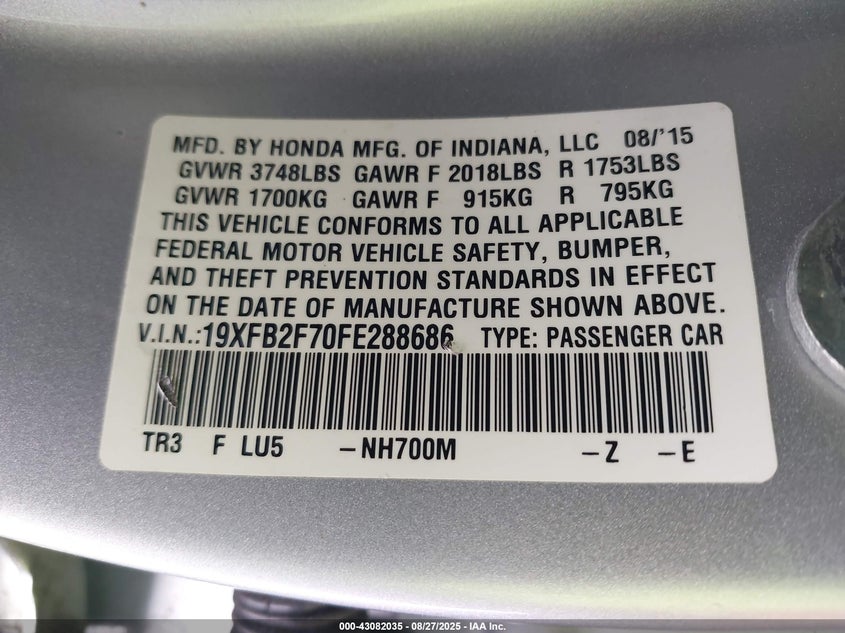 MFD. BY HONDA MFG. OF INDIANA, LLC 08/'15
GVWR 3748LBS GAWR F 2018LBS R 1753LBS
GVWR 1700KG GAWR F 915KG R 795KG
THIS VEHICLE CONFORMS TO ALL APPLICABLE
FEDERAL MOTOR VEHICLE SAFETY, BUMPER,
AND THEFT PREVENTION STANDARDS IN EFFECT
ON THE DATE OF MANUFACTURE SHOWN ABOVE.
V.I.N.:19XFB2F70FE288686 TYPE: PASSENGER CAR
TR3 F LU5 –NH700M –Z –E
000-43082035 - 08/27/2025 - IAA Inc.